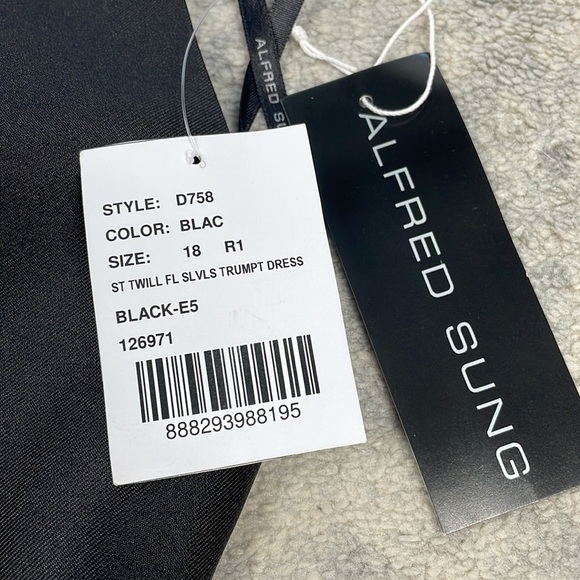 ALFRED SU
STYLE: D758
COLOR: BLAC
SIZE: 18 R1
ST TWILL FL SLVLS TRUMPT DRESS
BLACK-E5
126971
888293988195
ALFRED SUNG